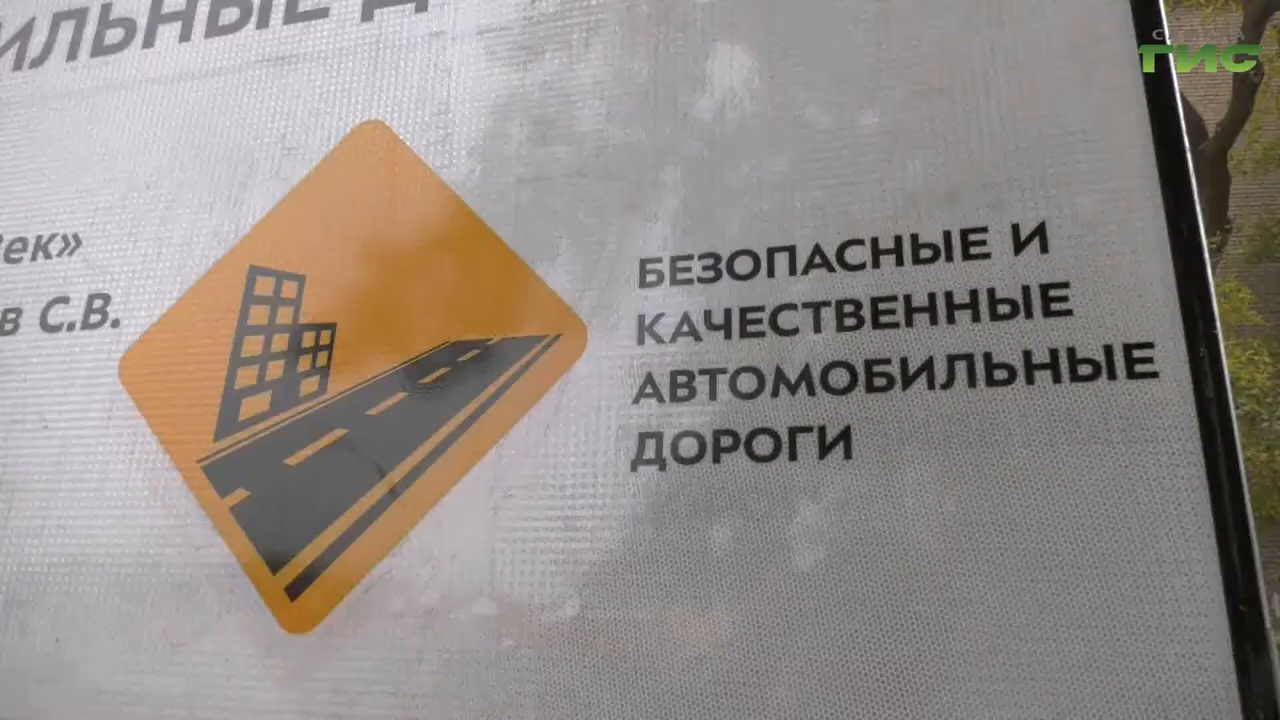 ИЛЬНЫЕ Д
ек»
в С.В.
БЕЗОПАСНЫЕ И
КАЧЕСТВЕННЫЕ
АВТОМОБИЛЬНЫЕ
ДОРОГИ
ГИС